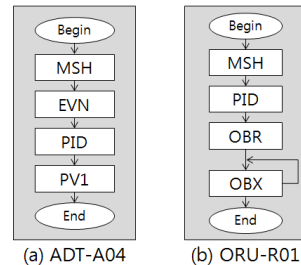 Begin
MSH
EVN
PID
PV1
End
(a) ADT-A04
Begin
MSH
PID
OBR
OBX
End
(b) ORU-R01